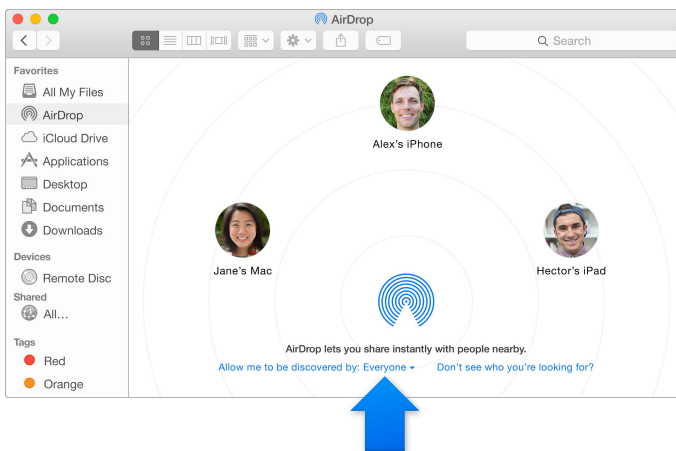 AirDrop
Search
Favorites
All My Files
AirDrop
iCloud Drive
Applications
Desktop
Documents
Downloads
Devices
Remote Disc
Shared
All...
Tags
Red
Orange
Alex's iPhone
Jane's Mac
Hector's iPad
AirDrop lets you share instantly with people nearby.
Allow me to be discovered by: Everyone
Don't see who you're looking for?